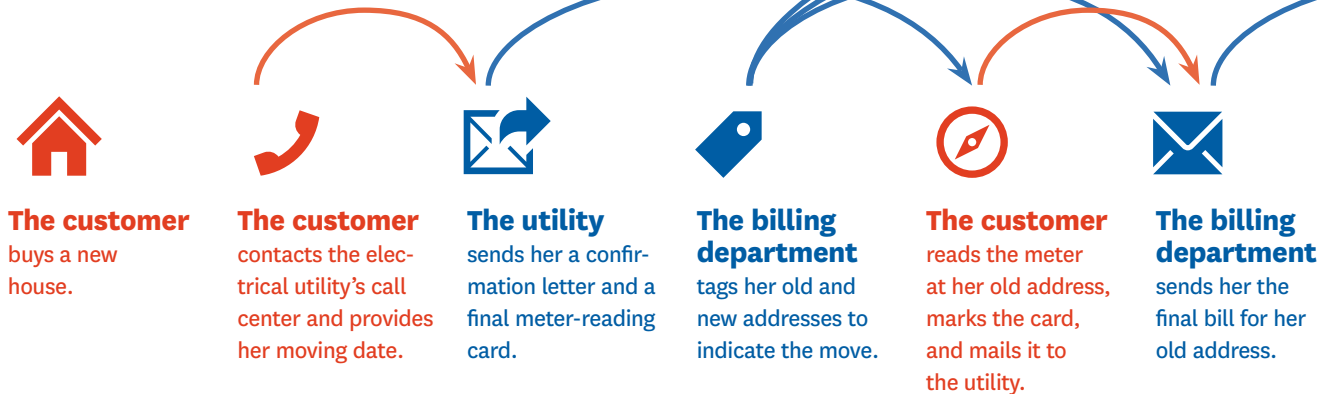 The customer
buys a new
house.
The customer
contacts the elec-
trical utility’s call
center and provides
her moving date.
The utility
sends her a confir-
mation letter and a
final meter-reading
card.
The billing
department
tags her old and
new addresses to
indicate the move.
The customer
reads the meter
at her old address,
marks the card,
and mails it to
the utility.
The billing
department
sends her the
final bill for her
old address.